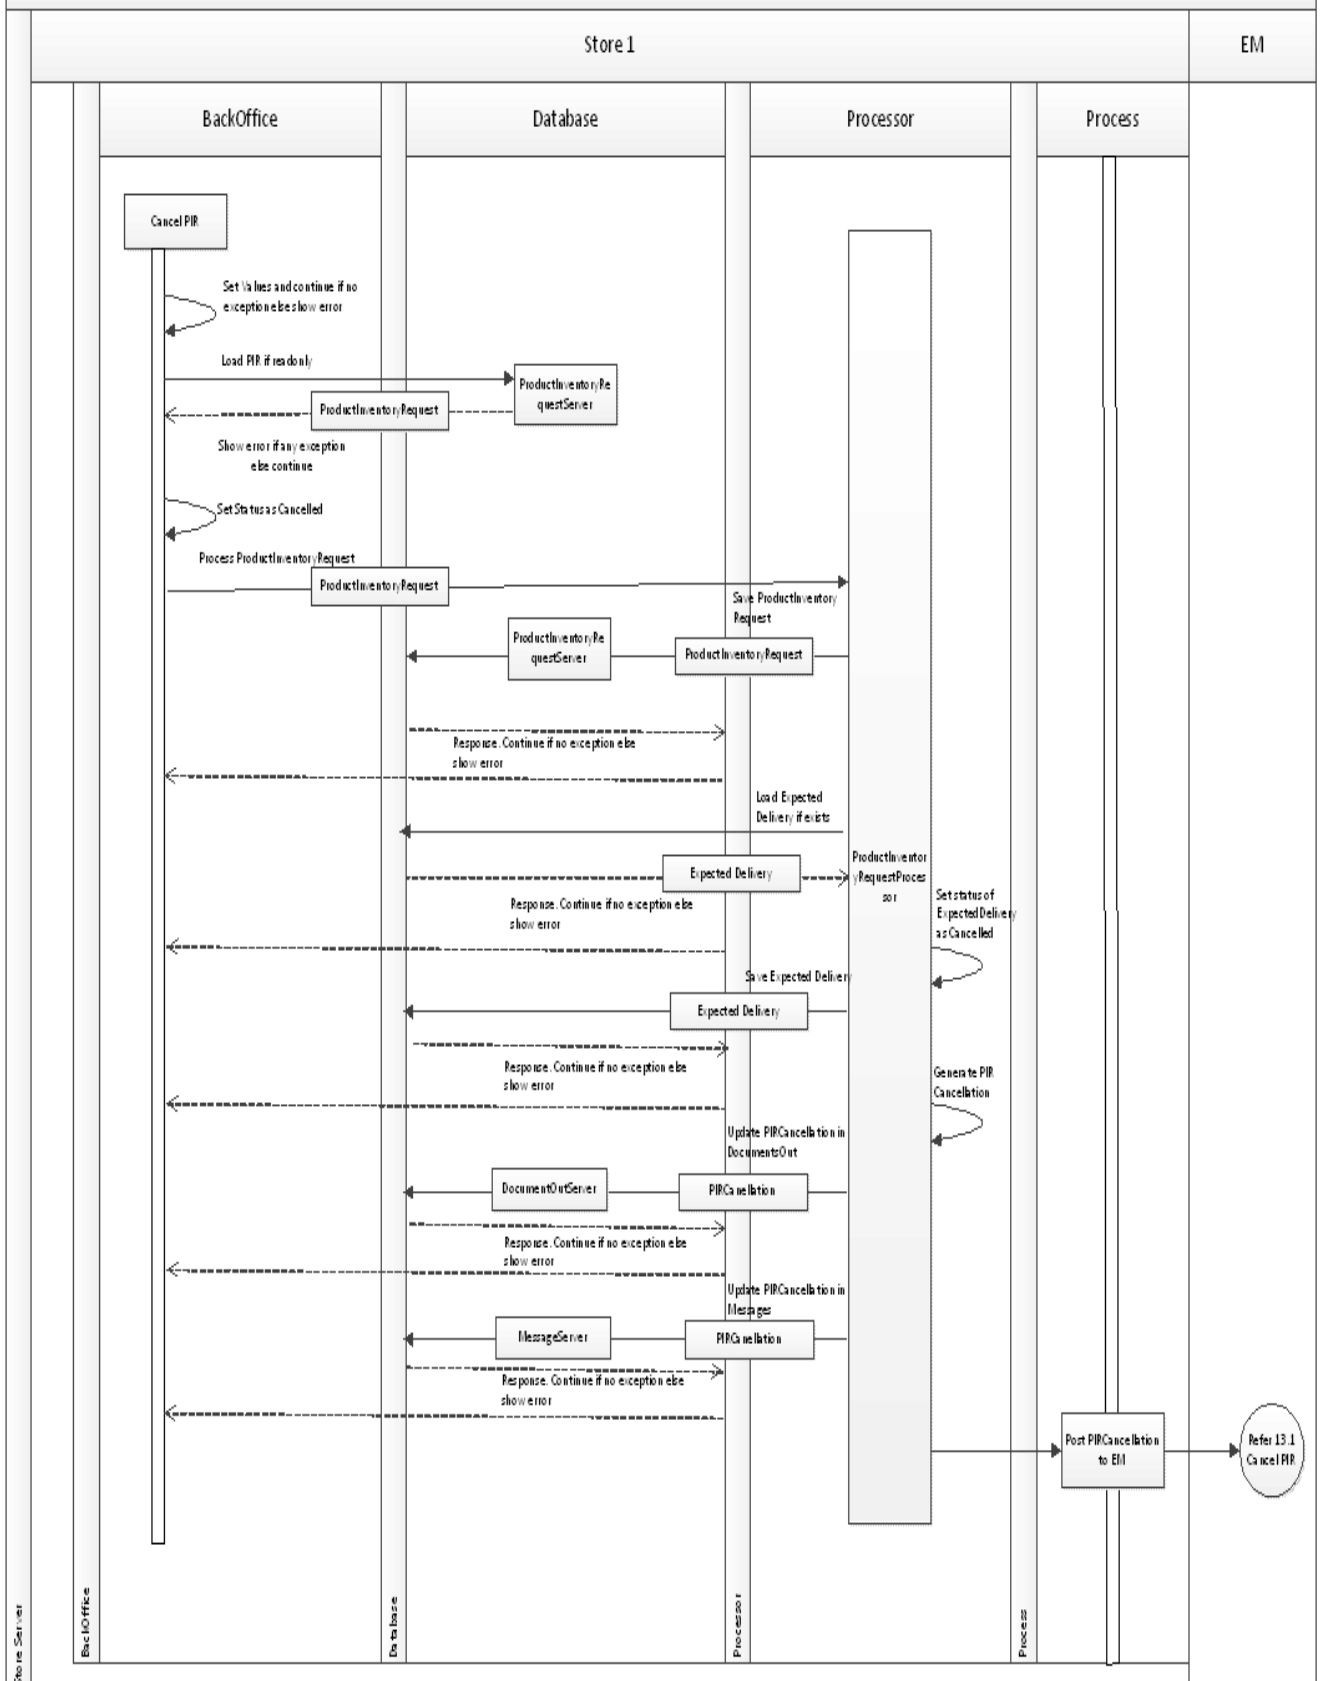 Store 1
EM
BackOffice
Database
Processor
Process
Cancel PIR
Set Values and continue if no
exception else show error
Load PIR if readonly
ProductInventoryRe
questServer
ProductInventoryRequest
Show error if any exception
else continue
Set Status as Cancelled
Process ProductInventoryRequest
ProductInventoryRequest
Save ProductInventory
Request
ProductInventoryRe
questServer
ProductInventoryRequest
Response. Continue if no exception else
show error
Load Expected
Delivery if exists
Expected Delivery
ProductInventor
yRequestProces
sor
Response. Continue if no exception else
show error
Set status of
ExpectedDelivery
as Cancelled
Save Expected Delivery
Expected Delivery
Response. Continue if no exception else
show error
Generate PIR
Cancellation
Update PIRCancellation in
DocumentsOut
DocumentOutServer
PIRCanellation
Response. Continue if no exception else
show error
Update PIRCancellation in
Messages
MessageServer
PIRCanellation
Response. Continue if no exception else
show error
Post PIRCancellation
to EM
Refer 13.1
Cancel PIR
BackOffice
Database
Processor
Process
Store Server